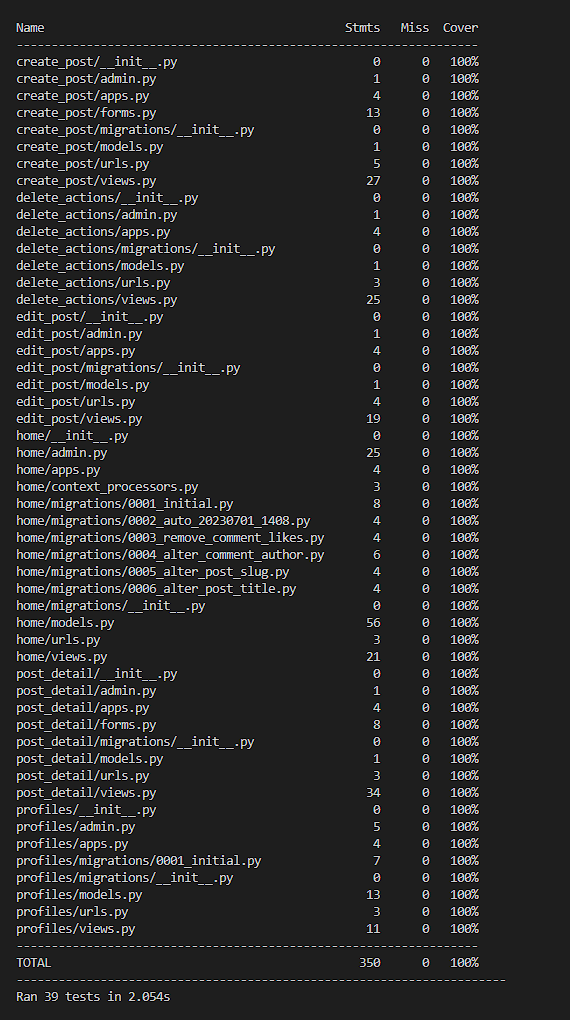 Name Stmts Miss Cover
------------------------------------------------------------------
create_post/__init__.py 0 0 100%
create_post/admin.py 1 0 100%
create_post/apps.py 4 0 100%
create_post/forms.py 13 0 100%
create_post/migrations/__init__.py 0 0 100%
create_post/models.py 1 0 100%
create_post/urls.py 5 0 100%
create_post/views.py 27 0 100%
delete_actions/__init__.py 0 0 100%
delete_actions/admin.py 1 0 100%
delete_actions/apps.py 4 0 100%
delete_actions/migrations/__init__.py 0 0 100%
delete_actions/models.py 1 0 100%
delete_actions/urls.py 3 0 100%
delete_actions/views.py 25 0 100%
edit_post/__init__.py 0 0 100%
edit_post/admin.py 1 0 100%
edit_post/apps.py 4 0 100%
edit_post/migrations/__init__.py 0 0 100%
edit_post/models.py 1 0 100%
edit_post/urls.py 4 0 100%
edit_post/views.py 19 0 100%
home/__init__.py 0 0 100%
home/admin.py 25 0 100%
home/apps.py 4 0 100%
home/context_processors.py 3 0 100%
home/migrations/0001_initial.py 8 0 100%
home/migrations/0002_auto_20230701_1408.py 4 0 100%
home/migrations/0003_remove_comment_likes.py 4 0 100%
home/migrations/0004_alter_comment_author.py 6 0 100%
home/migrations/0005_alter_post_slug.py 4 0 100%
home/migrations/0006_alter_post_title.py 4 0 100%
home/migrations/__init__.py 0 0 100%
home/models.py 56 0 100%
home/urls.py 3 0 100%
home/views.py 21 0 100%
post_detail/__init__.py 0 0 100%
post_detail/admin.py 1 0 100%
post_detail/apps.py 4 0 100%
post_detail/forms.py 8 0 100%
post_detail/migrations/__init__.py 0 0 100%
post_detail/models.py 1 0 100%
post_detail/urls.py 3 0 100%
post_detail/views.py 34 0 100%
profiles/__init__.py 0 0 100%
profiles/admin.py 5 0 100%
profiles/apps.py 4 0 100%
profiles/migrations/0001_initial.py 7 0 100%
profiles/migrations/__init__.py 0 0 100%
profiles/models.py 13 0 100%
profiles/urls.py 3 0 100%
profiles/views.py 11 0 100%
------------------------------------------------------------------
TOTAL 350 0 100%
----------------------------------------------------------------------
Ran 39 tests in 2.054s